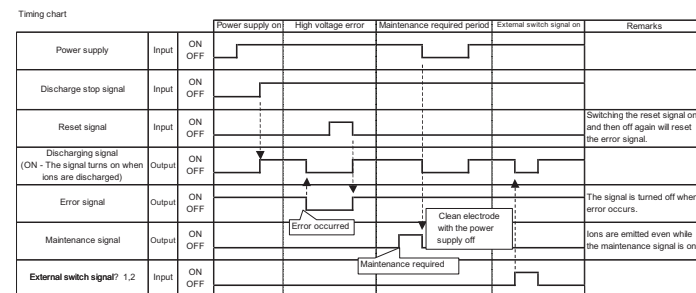 Timing chart
Power supply on High voltage error Maintenance required period External switch signal on Remarks
Power supply Input ON
OFF
Discharge stop signal Input ON
OFF
Reset signal Input ON
OFF
Switching the reset signal on
and then off again will reset
the error signal.
Discharging signal
(ON - The signal turns on when
ions are discharged)
Output ON
OFF
Error signal Output ON
OFF
The signal is turned off when
error occurs.
Error occurred
Clean electrode
with the power
supply off
Maintenance signal Output ON
OFF
Ions are emitted even while
the maintenance signal is on
Maintenance required
External switch signal? 1,2 Input ON
OFF